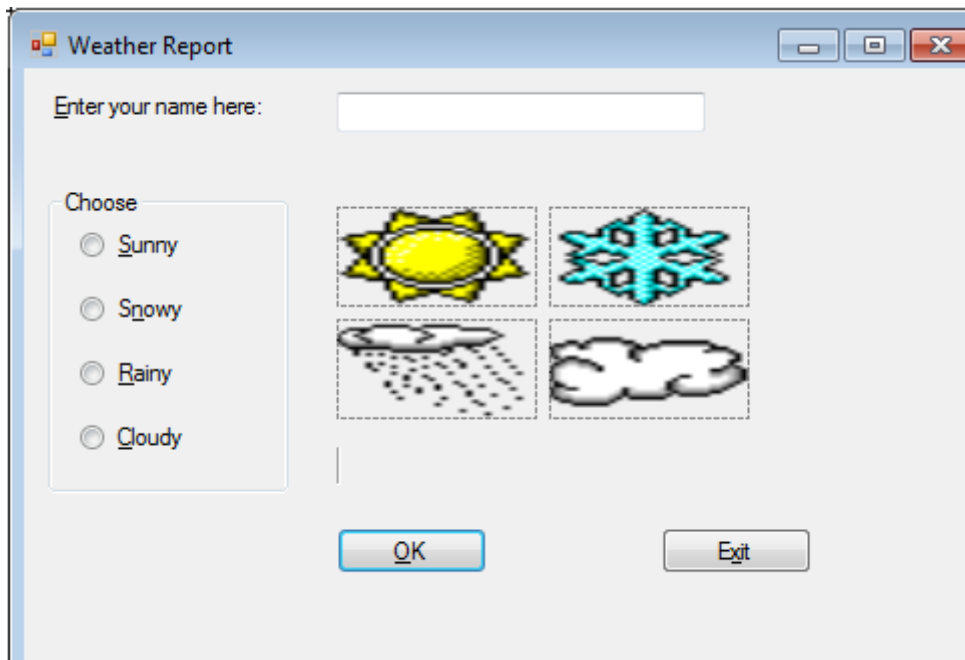 Weather Report
Enter your name here:
Choose
Sunny
Snowy
Rainy
Cloudy
OK
Exit